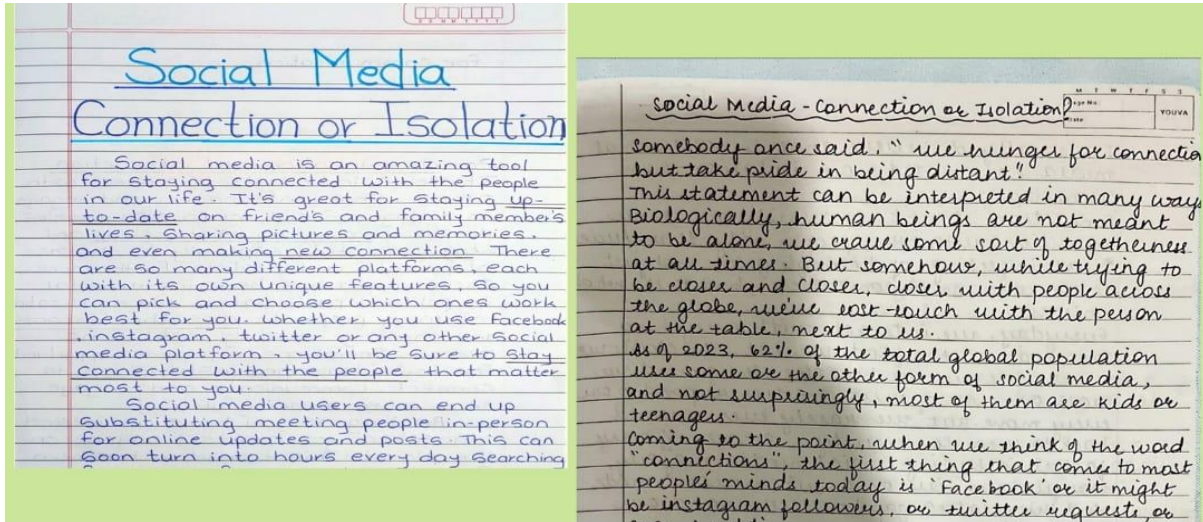 D D M M Y Y Y Y
Social Media
Connection or Isolation
Social media is an amazing tool
for staying connected with the people
in our life. It's great for staying up-
to-date on friend's and family member's
lives, sharing pictures and memories,
and even making new connection. There
are so many different platforms, each
with its own unique features, so you
can pick and choose which ones work
best for you. whether you use facebook
, instagram, twitter or any other social
media platform, you'll be sure to stay
connected with the people that matter
most to you.
Social media users can end up
substituting meeting people in-person
for online updates and posts. This can
soon turn into hours every day searching
M T W T F S S
Page No.:
Date
YOUVA
Social Media - Connection or Isolation?
somebody once said, " we hunger for connectio
but take pride in being distant."
This statement can be interpreted in many way
Biologically, human beings are not meant
to be alone, we crave some sort of togetherness
at all times. But somehow, while trying to
be closer and closer, closer with people across
the globe, we've lost-touch with the person
at the table, next to us.
As of 2023, 62% of the total global population
uses some or the other form of social media,
and not surprisingly, most of them are kids or
teenagers.
Coming to the point, when we think of the word
"connections", the first thing that comes to most
people's minds today is 'Facebook' or it might
be instagram followers, or twitter requests, or